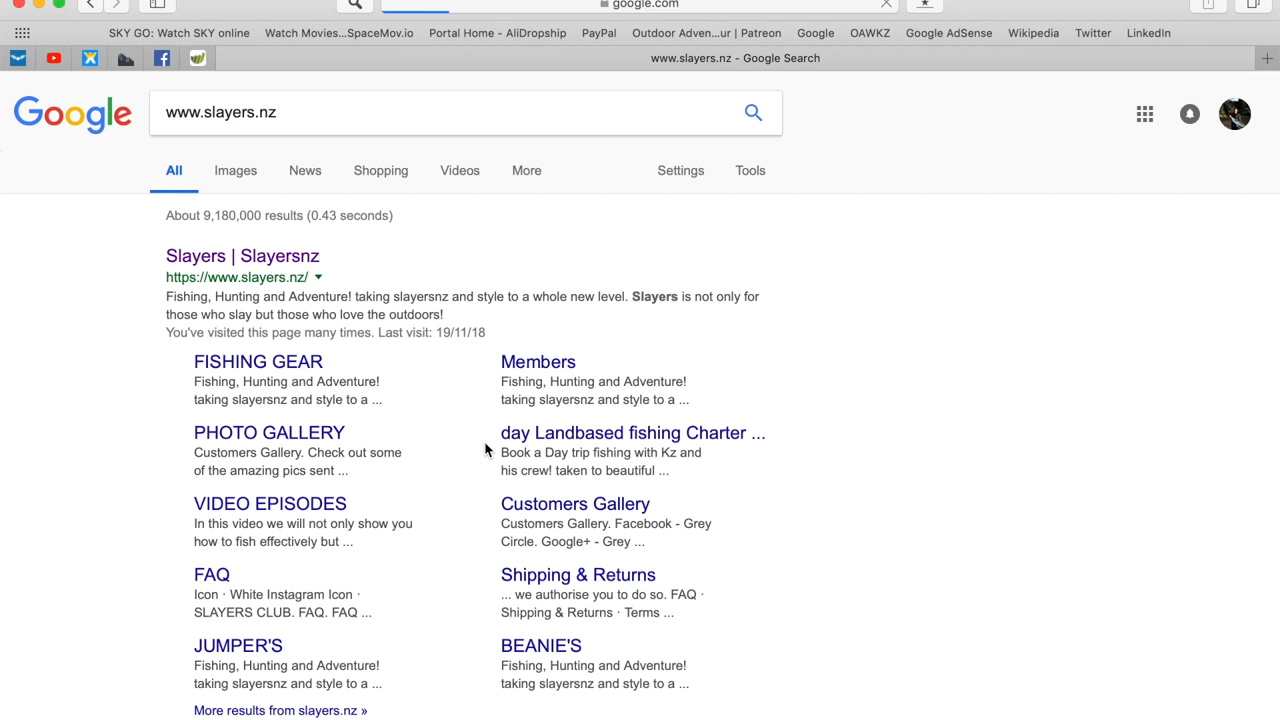 google.com
SKY GO: Watch SKY online Watch Movies...SpaceMov.io Portal Home - AliDropship PayPal Outdoor Adven...ur | Patreon Google OAWKZ Google AdSense Wikipedia Twitter LinkedIn
www.slayers.nz - Google Search
Google www.slayers.nz
All Images News Shopping Videos More Settings Tools
About 9,180,000 results (0.43 seconds)
Slayers | Slayersnz
https://www.slayers.nz/
Fishing, Hunting and Adventure! taking slayersnz and style to a whole new level. Slayers is not only for
those who slay but those who love the outdoors!
You've visited this page many times. Last visit: 19/11/18
FISHING GEAR
Fishing, Hunting and Adventure!
taking slayersnz and style to a ...
Members
Fishing, Hunting and Adventure!
taking slayersnz and style to a ...
PHOTO GALLERY
Customers Gallery. Check out some
of the amazing pics sent ...
day Landbased fishing Charter ...
Book a Day trip fishing with Kz and
his crew! taken to beautiful ...
VIDEO EPISODES
In this video we will not only show you
how to fish effectively but ...
Customers Gallery
Customers Gallery. Facebook - Grey
Circle. Google+ - Grey ...
FAQ
Icon · White Instagram Icon ·
SLAYERS CLUB. FAQ. FAQ ...
Shipping & Returns
... we authorise you to do so. FAQ ·
Shipping & Returns · Terms ...
JUMPER'S
Fishing, Hunting and Adventure!
taking slayersnz and style to a ...
BEANIE'S
Fishing, Hunting and Adventure!
taking slayersnz and style to a ...
More results from slayers.nz »